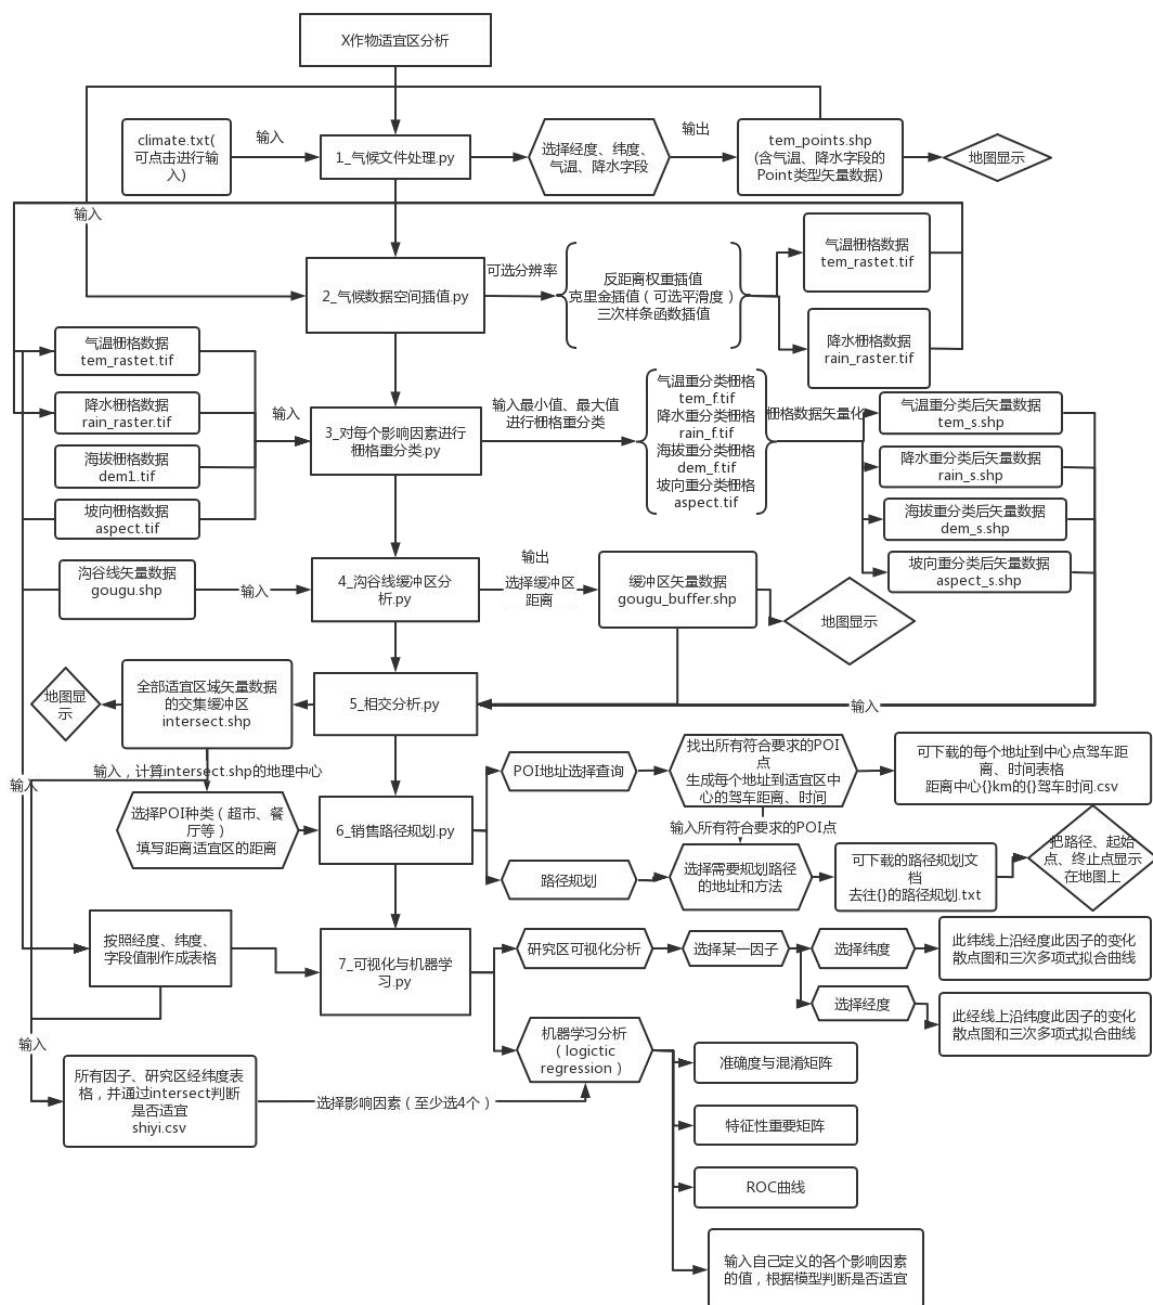 X作物适宜区分析
climate.txt(
可点击进行输
入)
输入
1_气候文件处理.py
选择经度、纬度、
气温、降水字段
输出
tem_points.shp
(含气温、降水字段的
Point类型矢量数据)
地图显示
输入
2_气候数据空间插值.py
可选分辨率
反距离权重插值
克里金插值（可选平滑度）
三次样条函数插值
气温栅格数据
tem_rastet.tif
降水栅格数据
rain_raster.tif
气温栅格数据
tem_rastet.tif
降水栅格数据
rain_raster.tif
海拔栅格数据
dem1.tif
坡向栅格数据
aspect.tif
输入
3_对每个影响因素进行
栅格重分类.py
输入最小值、最大值
进行栅格重分类
气温重分类栅格
tem_f.tif
降水重分类栅格
rain_f.tif
海拔重分类栅格
dem_f.tif
坡向重分类栅格
aspect.tif
栅格数据矢量化
气温重分类后矢量数据
tem_s.shp
降水重分类后矢量数据
rain_s.shp
海拔重分类后矢量数据
dem_s.shp
坡向重分类后矢量数据
aspect_s.shp
沟谷线矢量数据
gougu.shp
输入
4_沟谷线缓冲区分
析.py
输出
选择缓冲区
距离
缓冲区矢量数据
gougu_buffer.shp
地图显示
地图显
示
全部适宜区域矢量数据
的交集缓冲区
intersect.shp
5_相交分析.py
输入
输入，计算intersect.shp的地理中心
输入
选择POI种类（超市、餐
厅等）
填写距离适宜区的距离
6_销售路径规划.py
POI地址选择查询
找出所有符合要求的POI
点
生成每个地址到适宜区中
心的驾车距离、时间
可下载的每个地址到中心点驾车距
离、时间表格
距离中心{}km的{}驾车时间.csv
输入所有符合要求的POI点
路径规划
选择需要规划路径
的地址和方法
可下载的路径规划文
档
去往{}的路径规划.txt
把路径、起始
点、终止点显示
在地图上
按照经度、纬度、
字段值制作成表格
7_可视化与机器学
习.py
研究区可视化分析
选择某一因子
选择纬度
此纬线上沿经度此因子的变化
散点图和三次多项式拟合曲线
选择经度
此经线上沿纬度此因子的变化
散点图和三次多项式拟合曲线
输入
所有因子、研究区经纬度表
格，并通过intersect判断
是否适宜
shiyi.csv
选择影响因素（至少选4个）
机器学习分析
（logictic
regression）
准确度与混淆矩阵
特征性重要矩阵
ROC曲线
输入自己定义的各个影响因素
的值，根据模型判断是否适宜